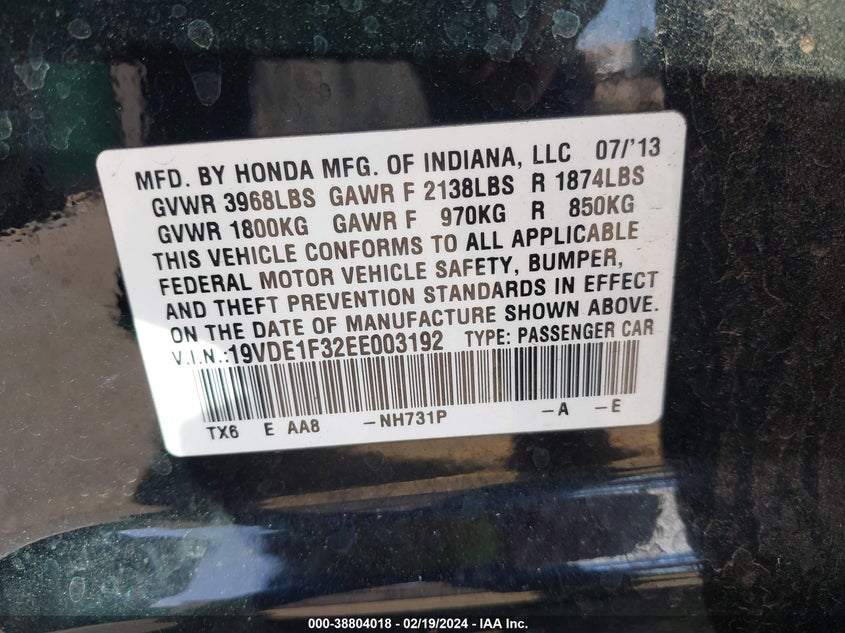 MFD. BY HONDA MFG. OF INDIANA, LLC 07/'13
GVWR 3968LBS GAWR F 2138LBS R 1874LBS
GVWR 1800KG GAWR F 970KG R 850KG
THIS VEHICLE CONFORMS TO ALL APPLICABLE
FEDERAL MOTOR VEHICLE SAFETY, BUMPER,
AND THEFT PREVENTION STANDARDS IN EFFECT
ON THE DATE OF MANUFACTURE SHOWN ABOVE.
V.I.N.:19VDE1F32EE003192 TYPE: PASSENGER CAR
TX6 E AA8 -NH731P -A -E
000-38804018 - 02/19/2024 - IAA Inc.